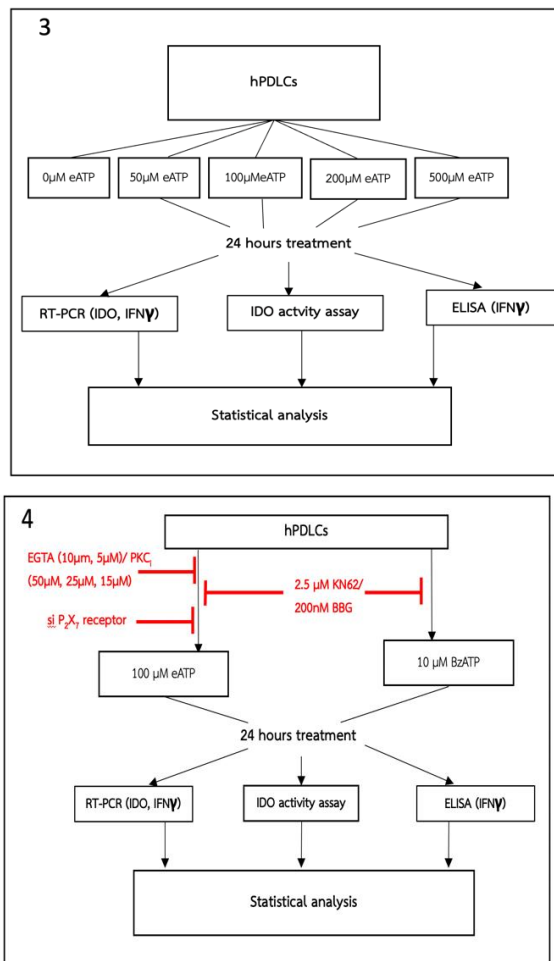 3
hPDLCs
0µM eATP
50µM eATP
100µMeATP
200µM eATP
500µM eATP
24 hours treatment
RT-PCR (IDO, IFNγ)
IDO actvity assay
ELISA (IFNγ)
Statistical analysis
4
hPDLCs
EGTA (10µm, 5µM)/ PKCi
(50µM, 25µM, 15µM)
2.5 µM KN62/
200nM BBG
si P2X7 receptor
100 µM eATP
10 µM BzATP
24 hours treatment
RT-PCR (IDO, IFNγ)
IDO activity assay
ELISA (IFNγ)
Statistical analysis